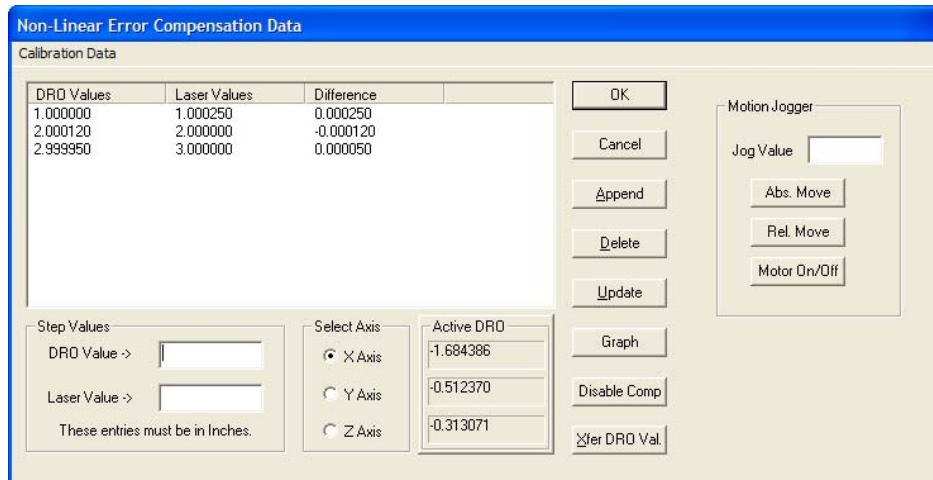 Non-Linear Error Compensation Data
Calibration Data
DRO Values Laser Values Difference
1.000000 1.000250 0.000250
2.000120 2.000000 -0.000120
2.999950 3.000000 0.000050
OK
Cancel
Append
Delete
Update
Graph
Disable Comp
Xfer DRO Val.
Motion Jogger
Jog Value
Abs. Move
Rel. Move
Motor On/Off
Step Values
DRO Value ->
Laser Value ->
These entries must be in Inches.
Select Axis
X Axis
Y Axis
Z Axis
Active DRO
-1.684386
-0.512370
-0.313071